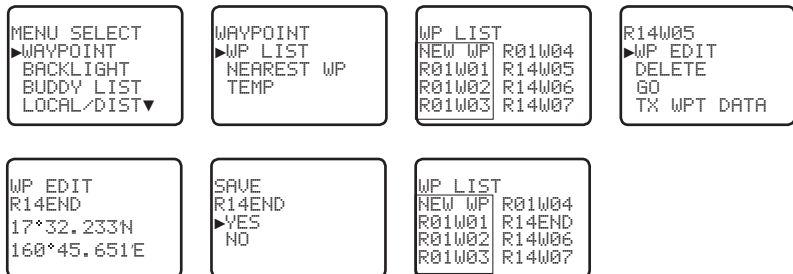 MENU SELECT
►WAYPOINT
BACKLIGHT
BUDDY LIST
LOCAL/DIST▼
WAYPOINT
►WP LIST
NEAREST WP
TEMP
WP LIST
NEW WP R01W04
R01W01 R14W05
R01W02 R14W06
R01W03 R14W07
R14W05
►WP EDIT
DELETE
GO
TX WPT DATA
WP EDIT
R14END
17°32.233'N
160°45.651'E
SAVE
R14END
►YES
NO
WP LIST
NEW WP R01W04
R01W01 R14END
R01W02 R14W06
R01W03 R14W07